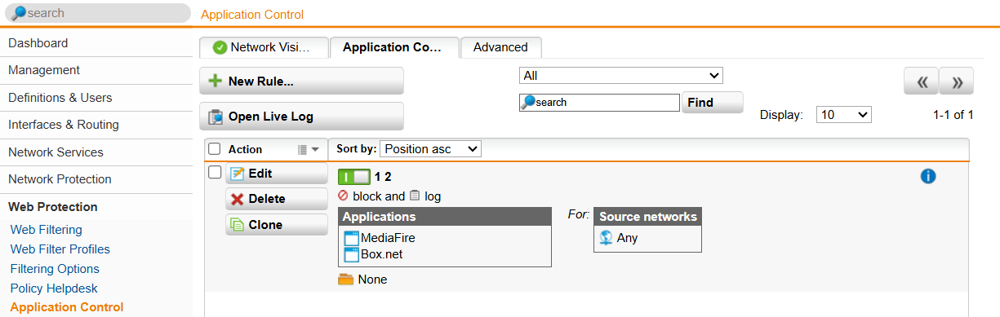 search
Application Control
Dashboard
Management
Definitions & Users
Interfaces & Routing
Network Services
Network Protection
Web Protection
Web Filtering
Web Filter Profiles
Filtering Options
Policy Helpdesk
Application Control
Network Visi... Application Co... Advanced
New Rule...
Open Live Log
All
search Find
Display: 10 1-1 of 1
Action Sort by: Position asc
Edit
Delete
Clone
1 2
block and log
Applications
MediaFire
Box.net
For: Source networks
Any
None